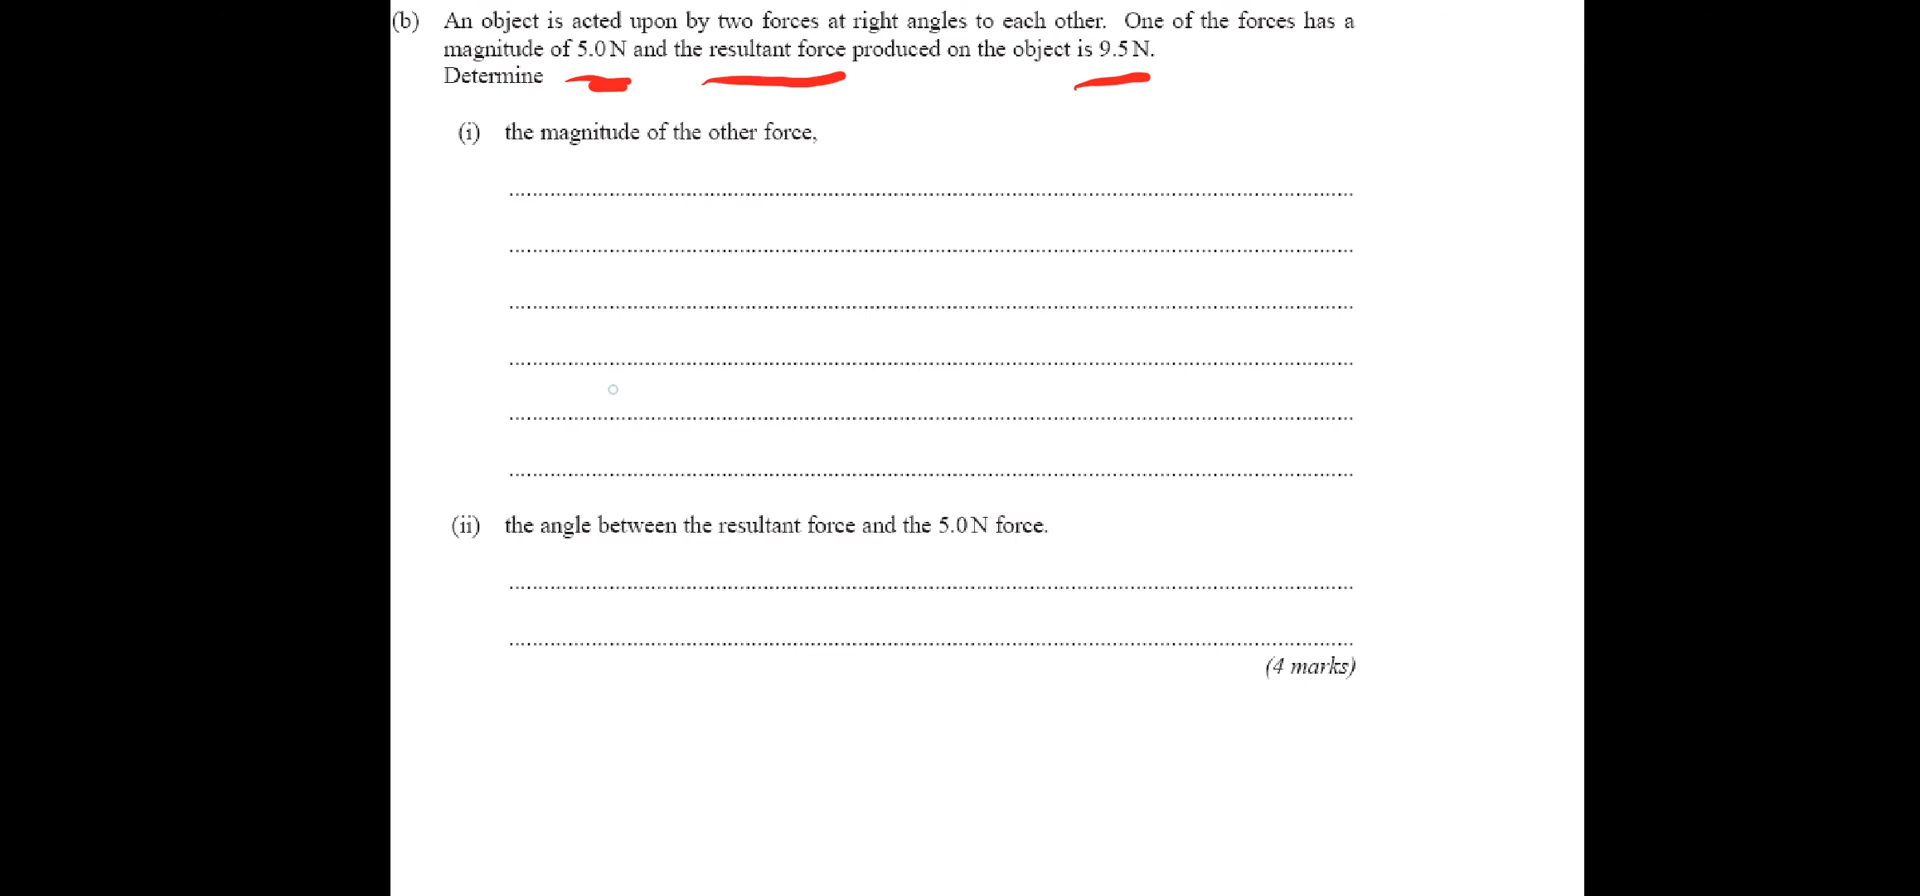 (b) An object is acted upon by two forces at right angles to each other. One of the forces has a
magnitude of 5.0 N and the resultant force produced on the object is 9.5 N.
Determine
(i) the magnitude of the other force,
(ii) the angle between the resultant force and the 5.0 N force.
(4 marks)